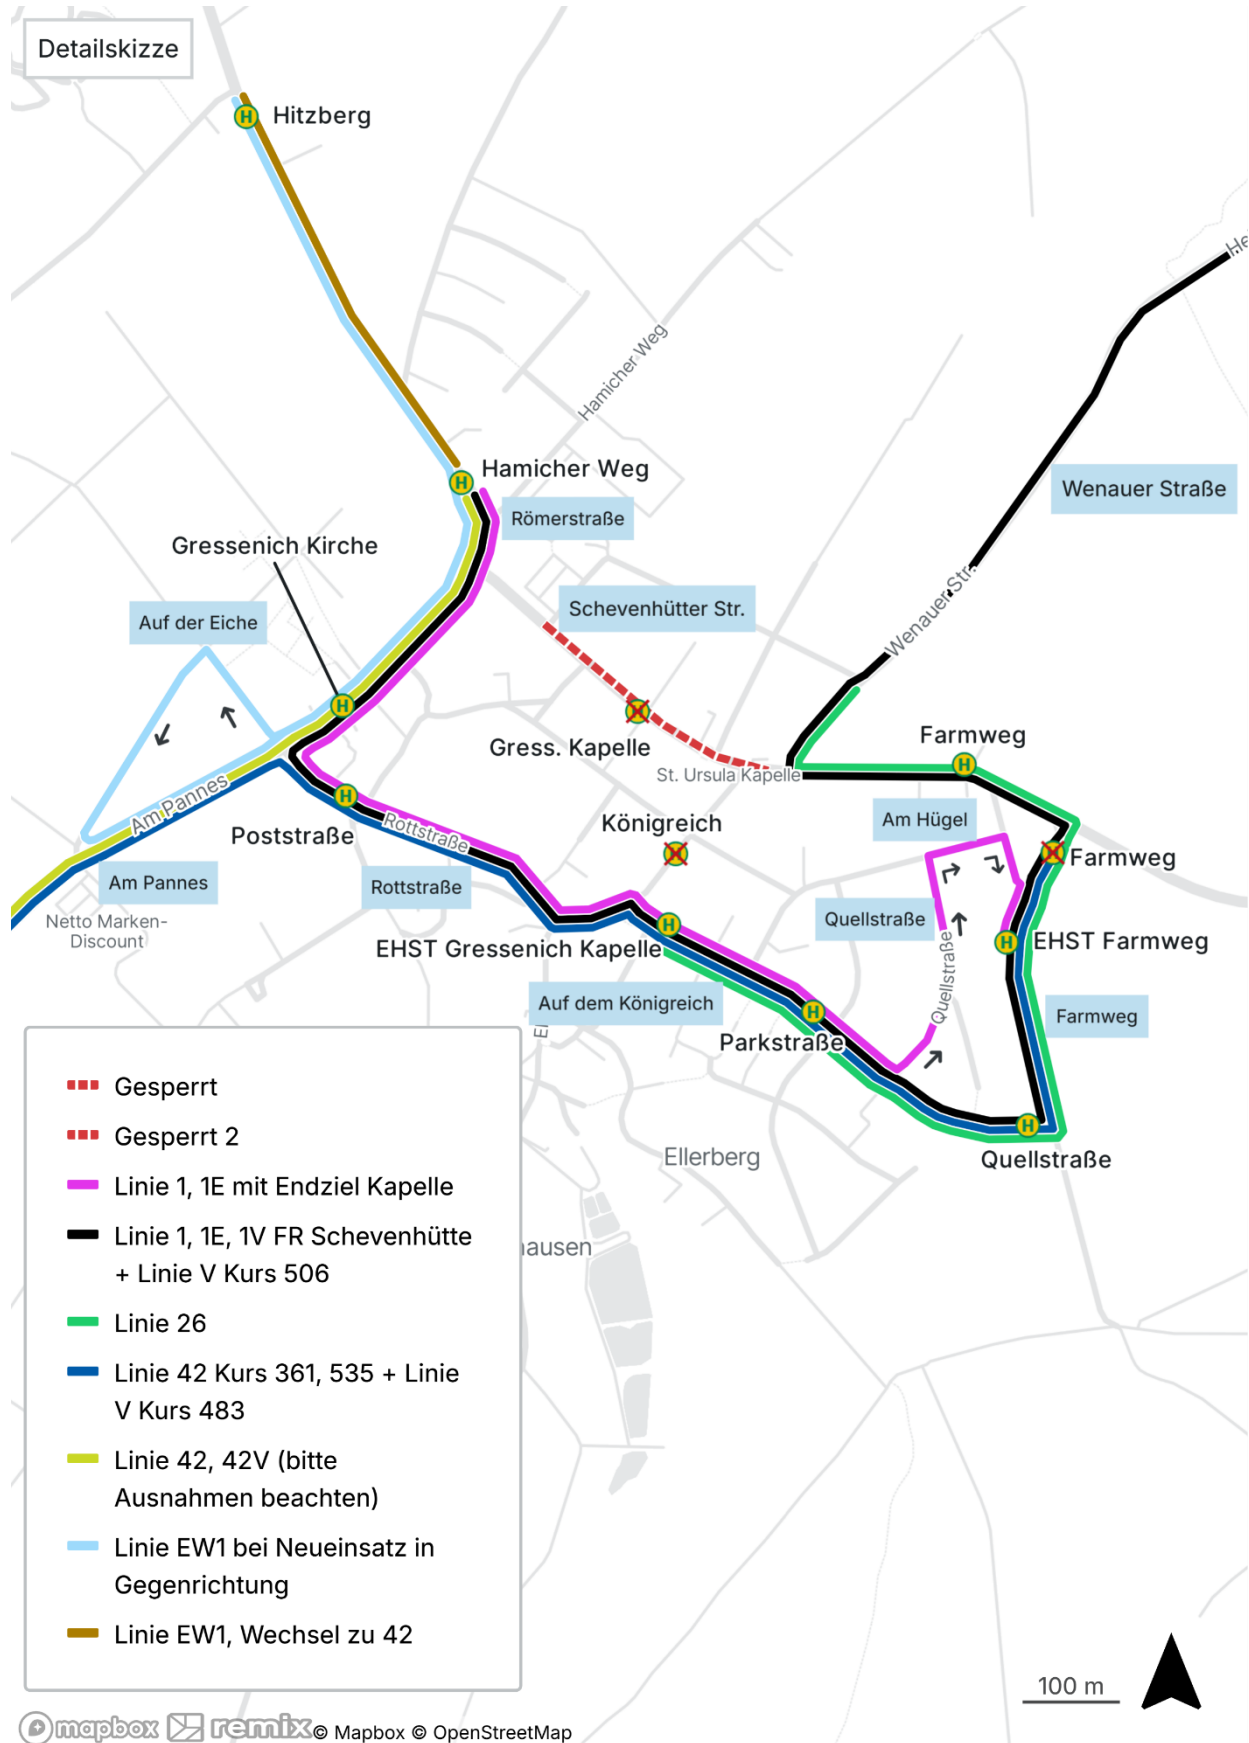 Detailskizze
Hitzberg
Hamicher Weg
Hamicher Weg
Römerstraße
Wenauer Straße
Gressenich Kirche
Wenauer Str.
Schevenhütter Str.
Auf der Eiche
Farmweg
Gress. Kapelle
St. Ursula Kapelle
Am Pannes
Königreich
Am Hügel
Poststraße
Rottstraße
Farmweg
Am Pannes
Rottstraße
Netto Marken-
Discount
Quellstraße
EHST Gressenich Kapelle
EHST Farmweg
Quellstraße
Auf dem Königreich
Farmweg
Parkstraße
Ellerberg
Quellstraße
Gesperrt
Gesperrt 2
Linie 1, 1E mit Endziel Kapelle
Linie 1, 1E, 1V FR Schevenhütte
+ Linie V Kurs 506
Linie 26
Linie 42 Kurs 361, 535 + Linie
V Kurs 483
Linie 42, 42V (bitte
Ausnahmen beachten)
Linie EW1 bei Neueinsatz in
Gegenrichtung
Linie EW1, Wechsel zu 42
100 m
mapbox remix © Mapbox © OpenStreetMap